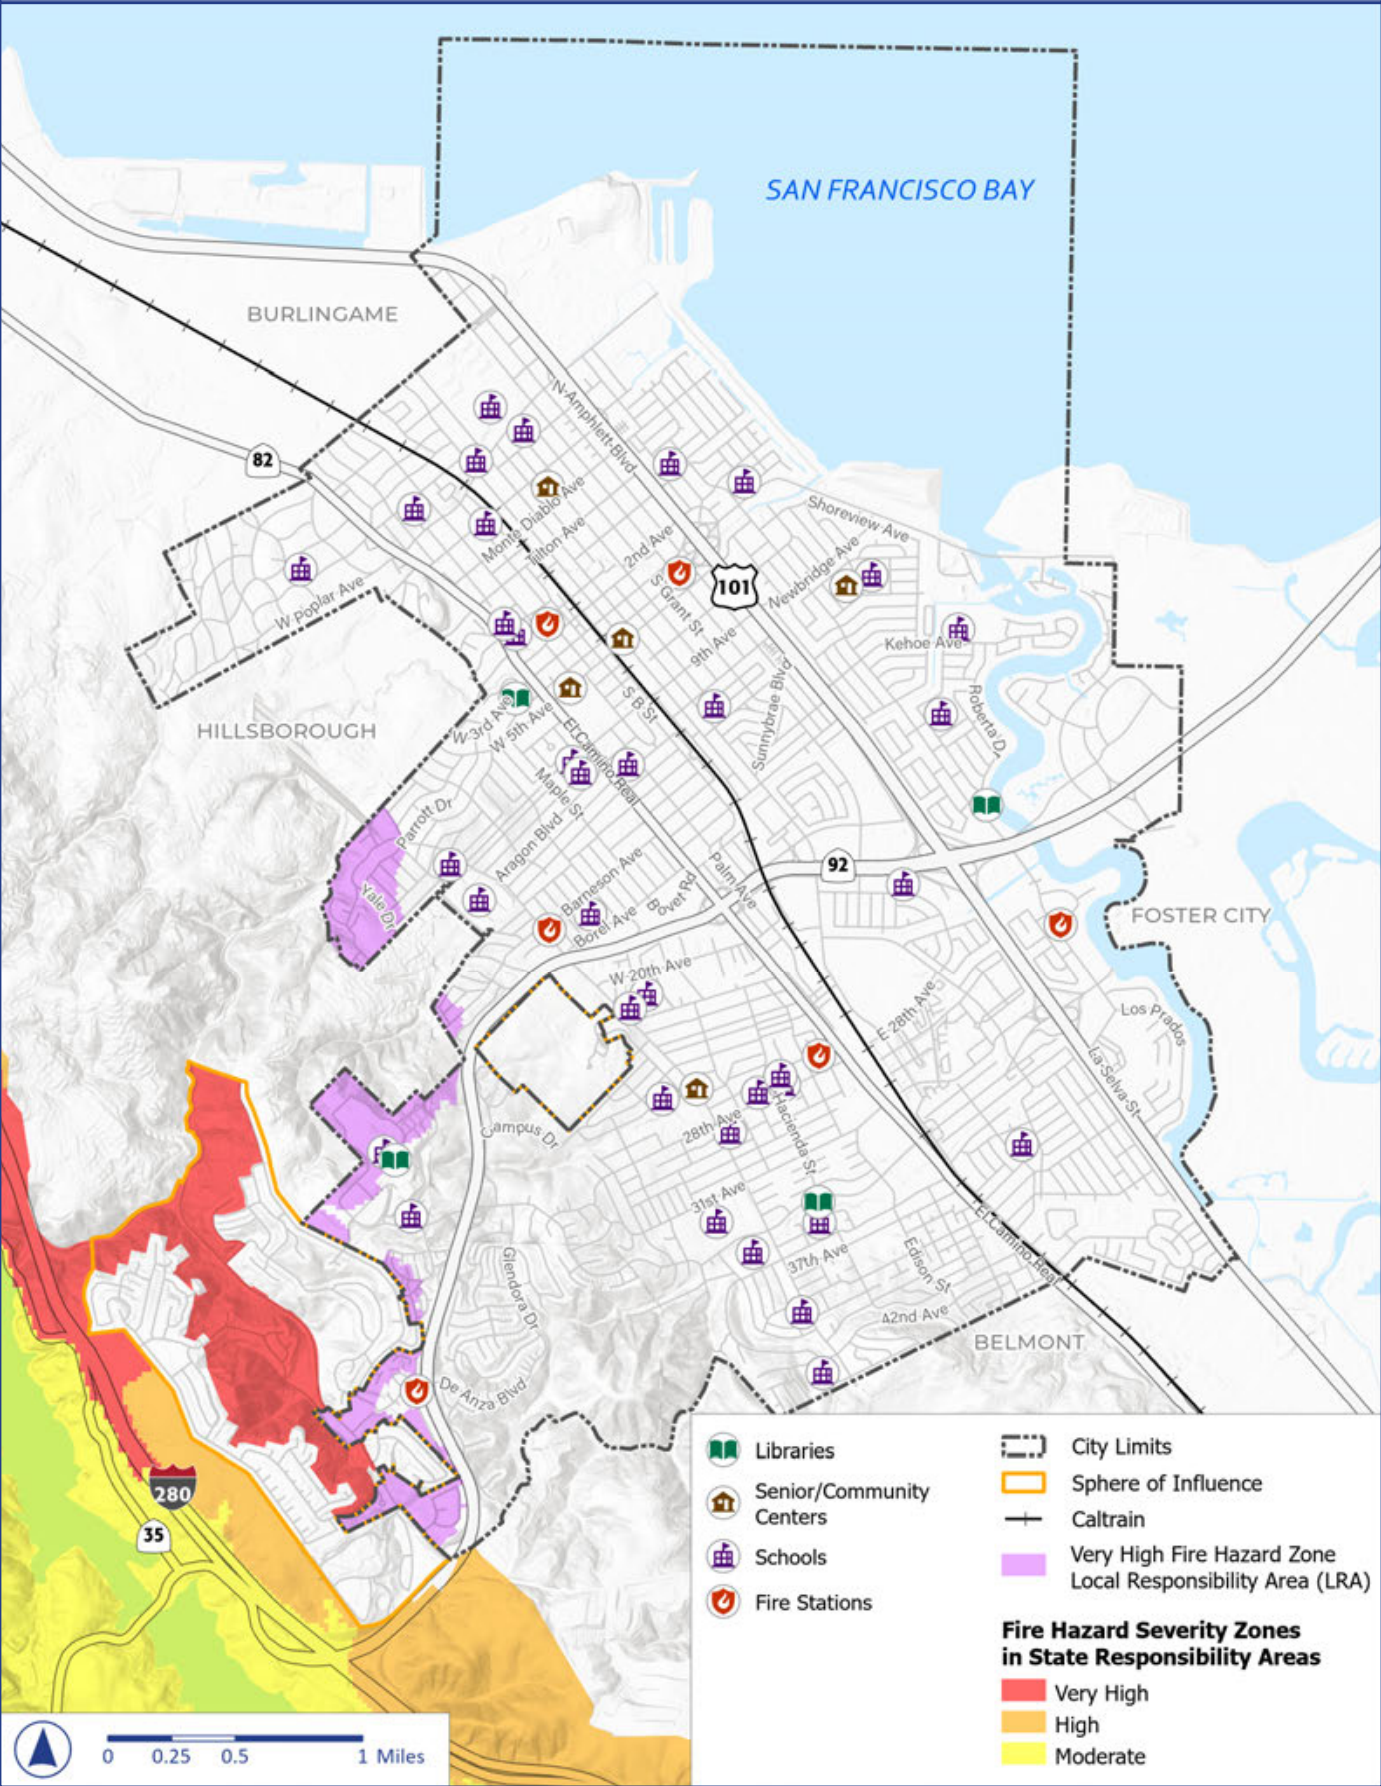 SAN FRANCISCO BAY
BURLINGAME
N Amphlett Blvd
82
Monte Diablo Ave
Tilton Ave
Shoreview Ave
2nd Ave
101
Newbridge Ave
S Grant St
W Poplar Ave
9th Ave
Kehoe Ave
Sunnybrae Blvd
HILLSBOROUGH
W 3rd Ave
W 5th Ave
S B St
El Camino Real
Roberta D
Maple St
Parrott Dr
Aragon Blvd
Barneson Ave
Bovet Rd
Palm Ave
92
Yale Dr
Borel Ave
FOSTER CITY
W 20th Ave
E 28th Ave
Los Prados
La Selva St
Campus Dr
28th Ave
Hacienda St
31st Ave
El Camino Real
Glendora Dr
37th Ave
Edison St
42nd Ave
BELMONT
De Anza Blvd
280
35
Libraries
Senior/Community
Centers
Schools
Fire Stations
City Limits
Sphere of Influence
Caltrain
Very High Fire Hazard Zone
Local Responsibility Area (LRA)
Fire Hazard Severity Zones
in State Responsibility Areas
Very High
High
Moderate
0 0.25 0.5 1 Miles